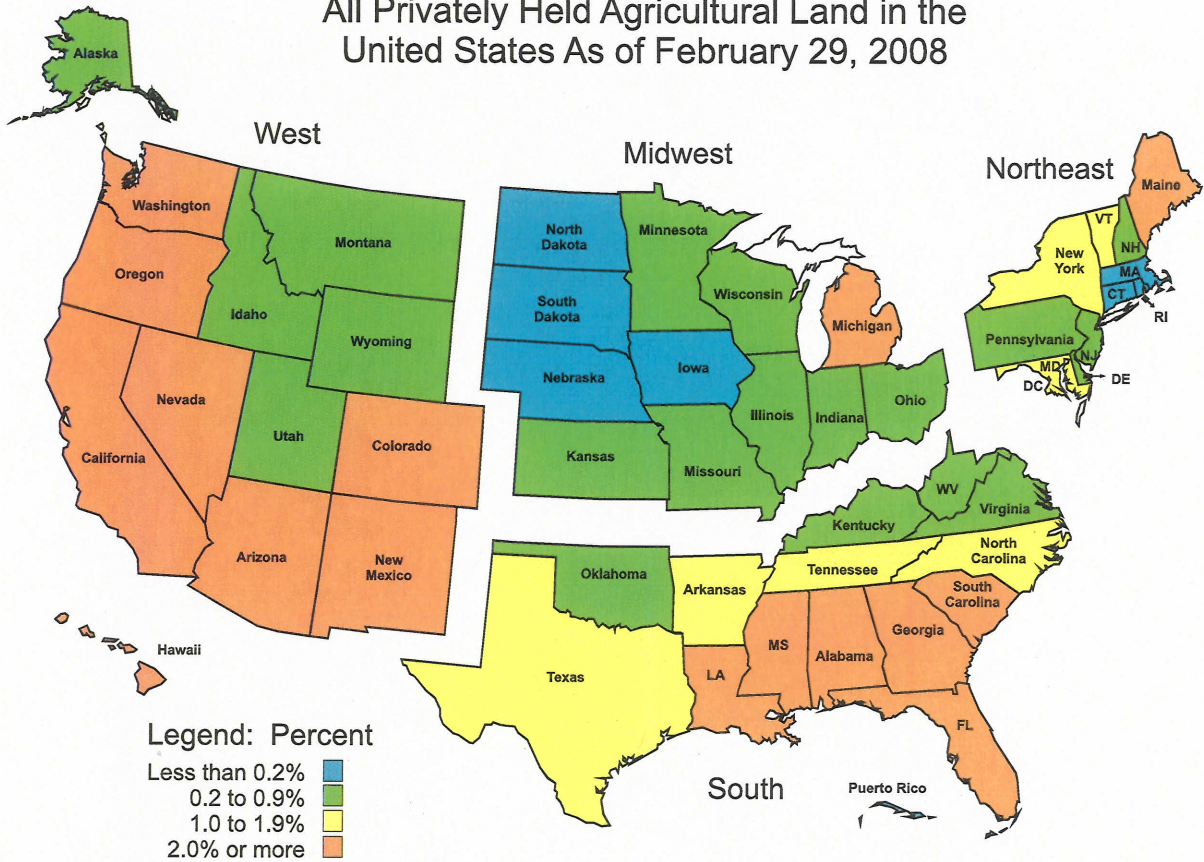 All Privately Held Agricultural Land in the
United States As of February 29, 2008
West
Midwest
Northeast
Alaska
Washington
Oregon
California
Nevada
Idaho
Montana
Wyoming
Utah
Colorado
Arizona
New
Mexico
Hawaii
North
Dakota
South
Dakota
Nebraska
Kansas
Minnesota
Iowa
Missouri
Wisconsin
Illinois
Michigan
Indiana
Ohio
Maine
VT
NH
New
York
MA
CT
RI
Pennsylvania
NJ
MD
DE
DC
WV
Virginia
Kentucky
North
Carolina
Tennessee
South
Carolina
Oklahoma
Arkansas
Texas
LA
MS
Alabama
Georgia
FL
South
Puerto Rico
Legend: Percent
Less than 0.2%
0.2 to 0.9%
1.0 to 1.9%
2.0% or more